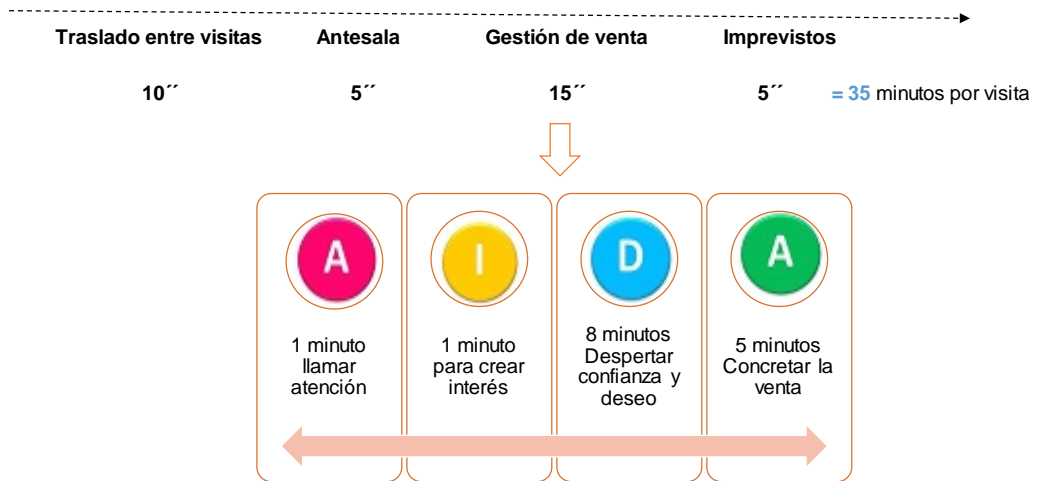 Traslado entre visitas Antesala Gestión de venta Imprevistos
10´´ 5´´ 15´´ 5´´ = 35 minutos por visita
A I D A
1 minuto
llamar
atención
1 minuto
para crear
interés
8 minutos
Despertar
confianza y
deseo
5 minutos
Concretar la
venta